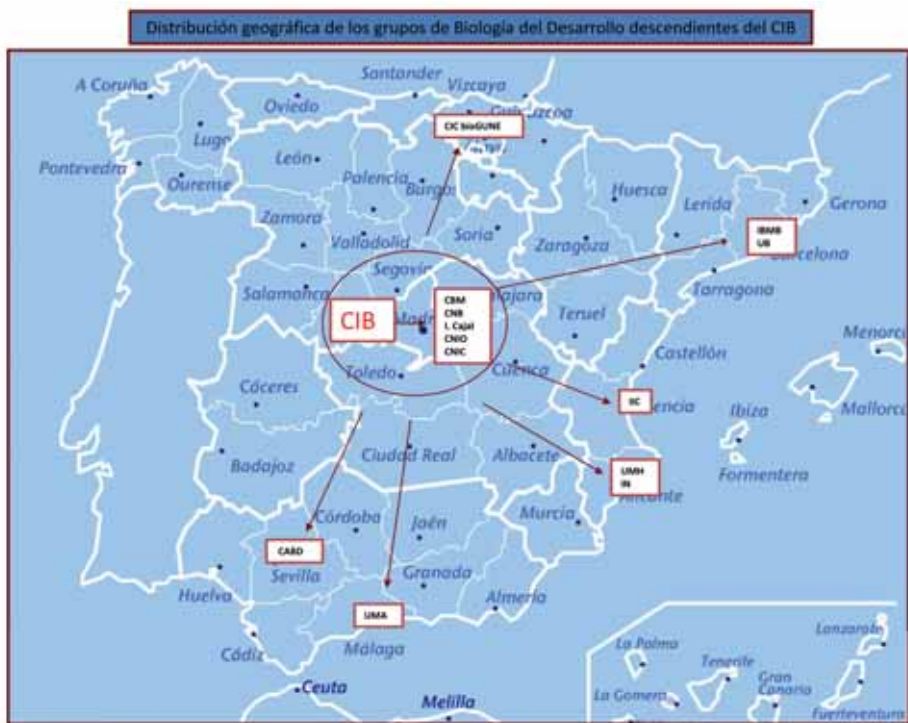 Distribución geográfica de los grupos de Biología del Desarrollo descendientes del CIB
A Coruña
Oviedo
Santander
Vizcaya
Lugo
CIC bioGUNE
Pontevedra
Ourense
León
Palencia
Burgos
Huesca
Lerida
Gerona
Zamora
Valladolid
Soria
Zaragoza
IBMB
UB
Barcelona
Segovia
Salamanca
Tarragona
CIB
CBM
CNB
I. Cajal
CNIO
CNIC
Teruel
Menorca
Castellón
Toledo
Cuenca
Cáceres
Mallorca
Ibiza
Badajoz
Ciudad Real
Albacete
Formentera
UMH
IN
Alicante
Murcia
Córdoba
Jaén
CABD
Sevilla
Huelva
Granada
Almería
UMA
Málaga
Cádiz
Ceuta
Melilla
La Palma
Lanzarote
Tenerife
La Gomera
Gran
Canaria
Fuerteventura